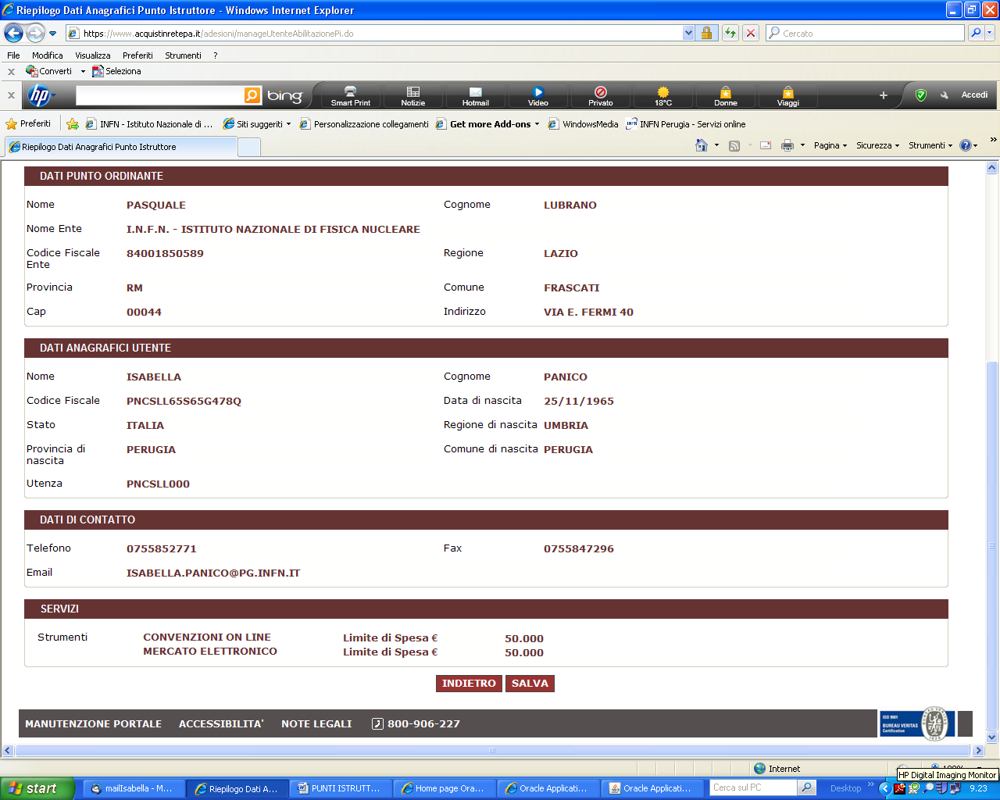 Riepilogo Dati Anagrafici Punto Istruttore - Windows Internet Explorer
https://www.acquistinretepa.it/adesioni/manageUtenteAbilitazionePi.do
Cercato
File Modifica Visualizza Preferiti Strumenti ?
x Converti Seleziona
x hp bing Smart Print Notizie Hotmail Video Privato 18°C Donne Viaggi + Accedi
Preferiti INFN - Istituto Nazionale di ... Siti suggeriti Personalizzazione collegamenti Get more Add-ons WindowsMedia INFN Perugia - Servizi online
Riepilogo Dati Anagrafici Punto Istruttore Pagina Sicurezza Strumenti »
DATI PUNTO ORDINANTE
Nome PASQUALE Cognome LUBRANO
Nome Ente I.N.F.N. - ISTITUTO NAZIONALE DI FISICA NUCLEARE
Codice Fiscale Ente 84001850589 Regione LAZIO
Provincia RM Comune FRASCATI
Cap 00044 Indirizzo VIA E. FERMI 40
DATI ANAGRAFICI UTENTE
Nome ISABELLA Cognome PANICO
Codice Fiscale PNCSLL65S65G478Q Data di nascita 25/11/1965
Stato ITALIA Regione di nascita UMBRIA
Provincia di nascita PERUGIA Comune di nascita PERUGIA
Utenza PNCSLL000
DATI DI CONTATTO
Telefono 0755852771 Fax 0755847296
Email ISABELLA.PANICO@PG.INFN.IT
SERVIZI
Strumenti CONVENZIONI ON LINE Limite di Spesa € 50.000
MERCATO ELETTRONICO Limite di Spesa € 50.000
INDIETRO SALVA
MANUTENZIONE PORTALE ACCESSIBILITA' NOTE LEGALI 800-906-227
ISO 9001
BUREAU VERITAS
Certification
Internet
HP Digital Imaging Monitor
start mailIsabella - M... Riepilogo Dati A... PUNTI ISTRUTT... Home page Ora... Oracle Applicati... Oracle Applicati... Cerca sul PC Desktop » 9.23